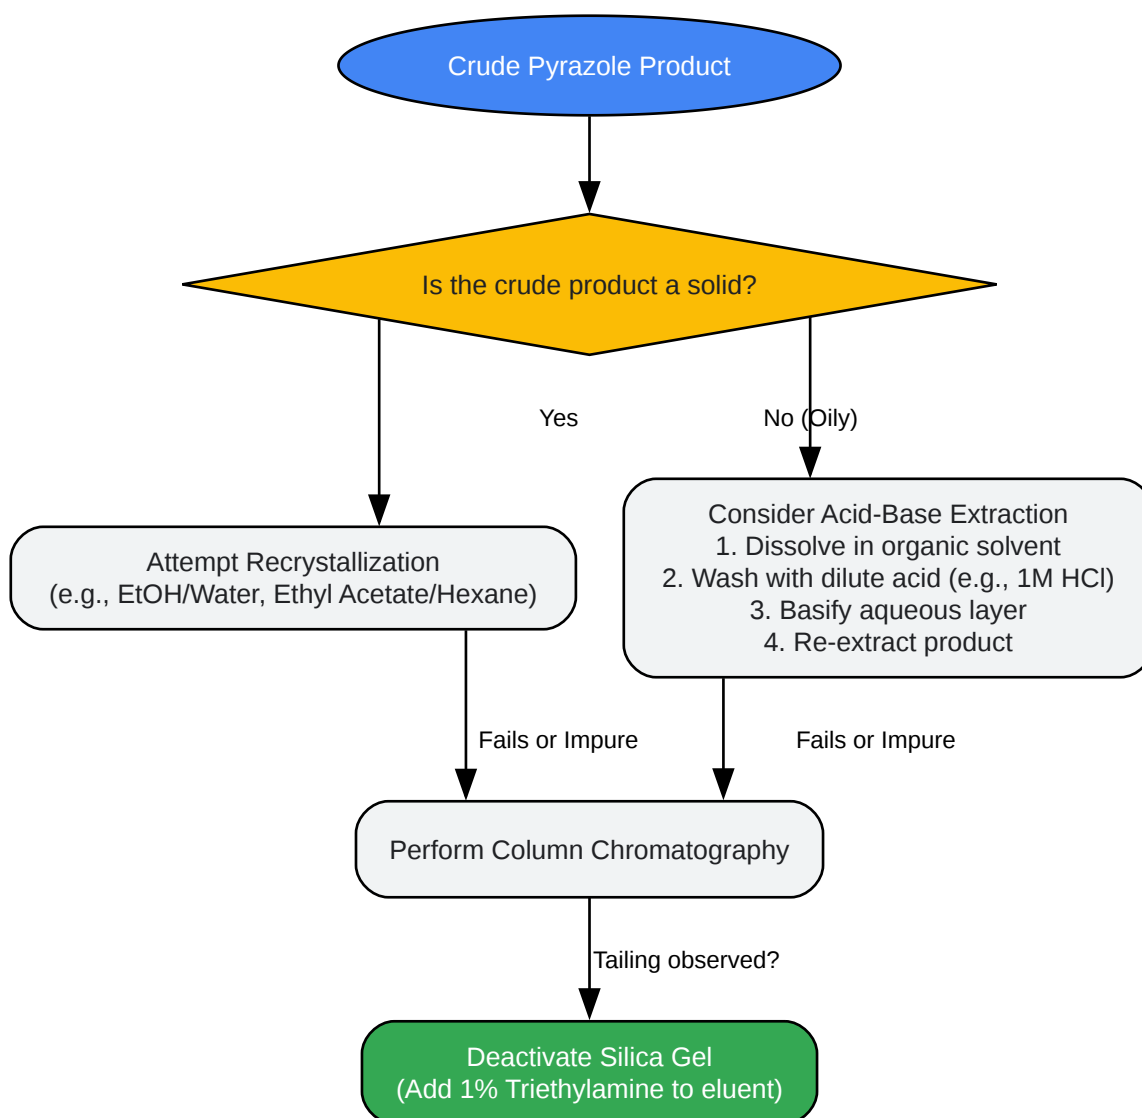 Crude Pyrazole Product
Is the crude product a solid?
Yes
No (Oily)
Attempt Recrystallization
(e.g., EtOH/Water, Ethyl Acetate/Hexane)
Consider Acid-Base Extraction
1. Dissolve in organic solvent
2. Wash with dilute acid (e.g., 1M HCl)
3. Basify aqueous layer
4. Re-extract product
Fails or Impure
Fails or Impure
Perform Column Chromatography
Tailing observed?
Deactivate Silica Gel
(Add 1% Triethylamine to eluent)